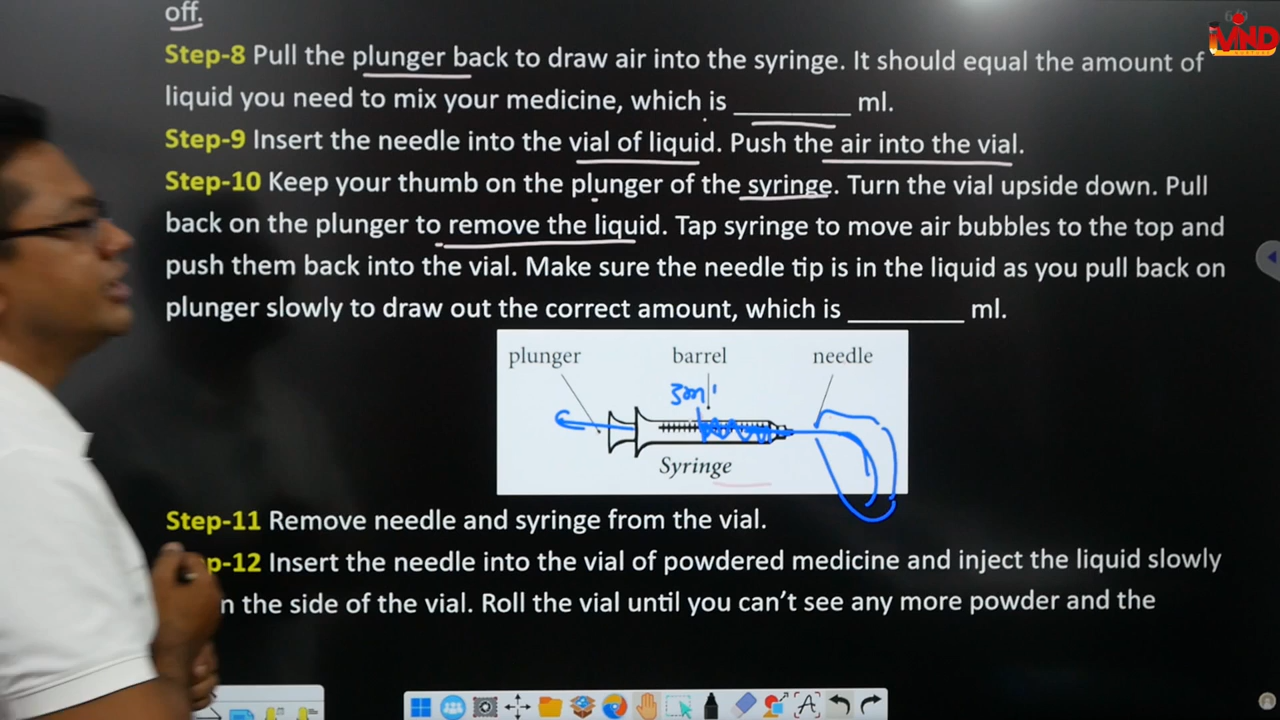 off.
MND
Step-8 Pull the plunger back to draw air into the syringe. It should equal the amount of
liquid you need to mix your medicine, which is _________ ml.
Step-9 Insert the needle into the vial of liquid. Push the air into the vial.
Step-10 Keep your thumb on the plunger of the syringe. Turn the vial upside down. Pull
back on the plunger to remove the liquid. Tap syringe to move air bubbles to the top and
push them back into the vial. Make sure the needle tip is in the liquid as you pull back on
plunger slowly to draw out the correct amount, which is _________ ml.
plunger barrel needle
3ml
Syringe
Step-11 Remove needle and syringe from the vial.
p-12 Insert the needle into the vial of powdered medicine and inject the liquid slowly
n the side of the vial. Roll the vial until you can't see any more powder and the